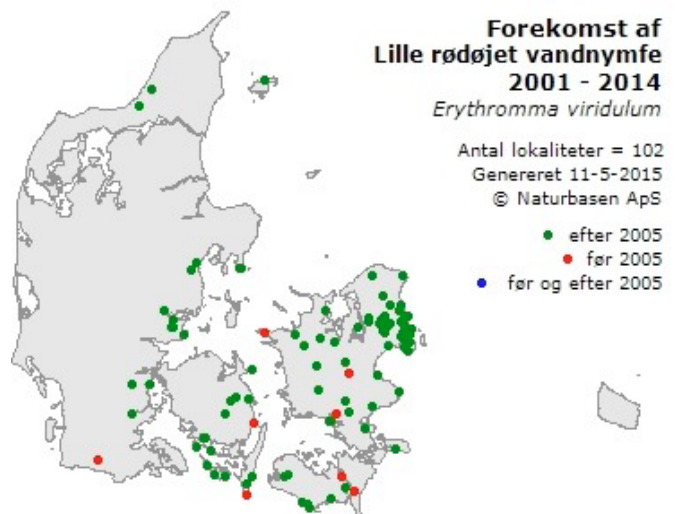 Forekomst af
Lille rødøjet vandnymfe
2001 - 2014
Erythromma viridulum
Antal lokaliteter = 102
Genereret 11-5-2015
© Naturbasen ApS
efter 2005
før 2005
før og efter 2005